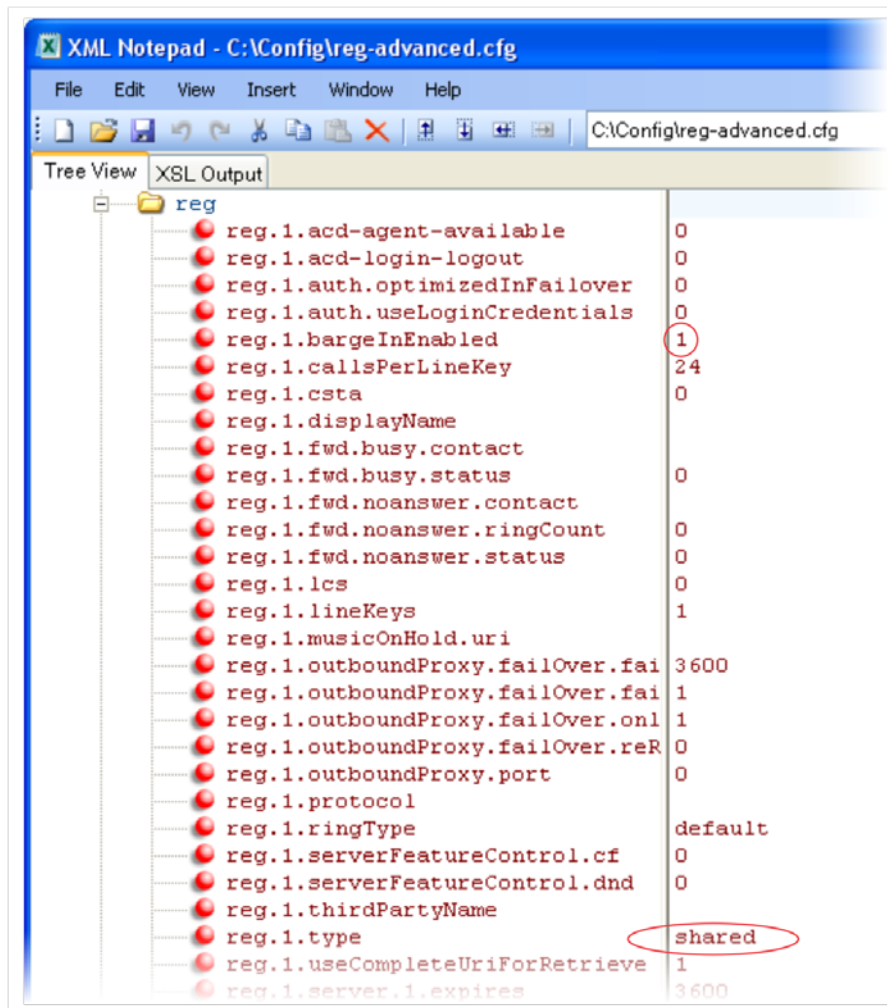 XML Notepad - C:\Config\reg-advanced.cfg
File Edit View Insert Window Help
C:\Config\reg-advanced.cfg
Tree View XSL Output
reg
reg.1.acd-agent-available 0
reg.1.acd-login-logout 0
reg.1.auth.optimizedInFailover 0
reg.1.auth.useLoginCredentials 0
reg.1.bargeInEnabled 1
reg.1.callsPerLineKey 24
reg.1.csta 0
reg.1.displayName
reg.1.fwd.busy.contact
reg.1.fwd.busy.status 0
reg.1.fwd.noanswer.contact
reg.1.fwd.noanswer.ringCount 0
reg.1.fwd.noanswer.status 0
reg.1.lcs 0
reg.1.lineKeys 1
reg.1.musicOnHold.uri
reg.1.outboundProxy.failOver.fai 3600
reg.1.outboundProxy.failOver.fai 1
reg.1.outboundProxy.failOver.onl 1
reg.1.outboundProxy.failOver.reR 0
reg.1.outboundProxy.port 0
reg.1.protocol
reg.1.ringType default
reg.1.serverFeatureControl.cf 0
reg.1.serverFeatureControl.dnd 0
reg.1.thirdPartyName
reg.1.type shared
reg.1.useCompleteUriForRetrieve 1
reg.1.server.1.expires 3600